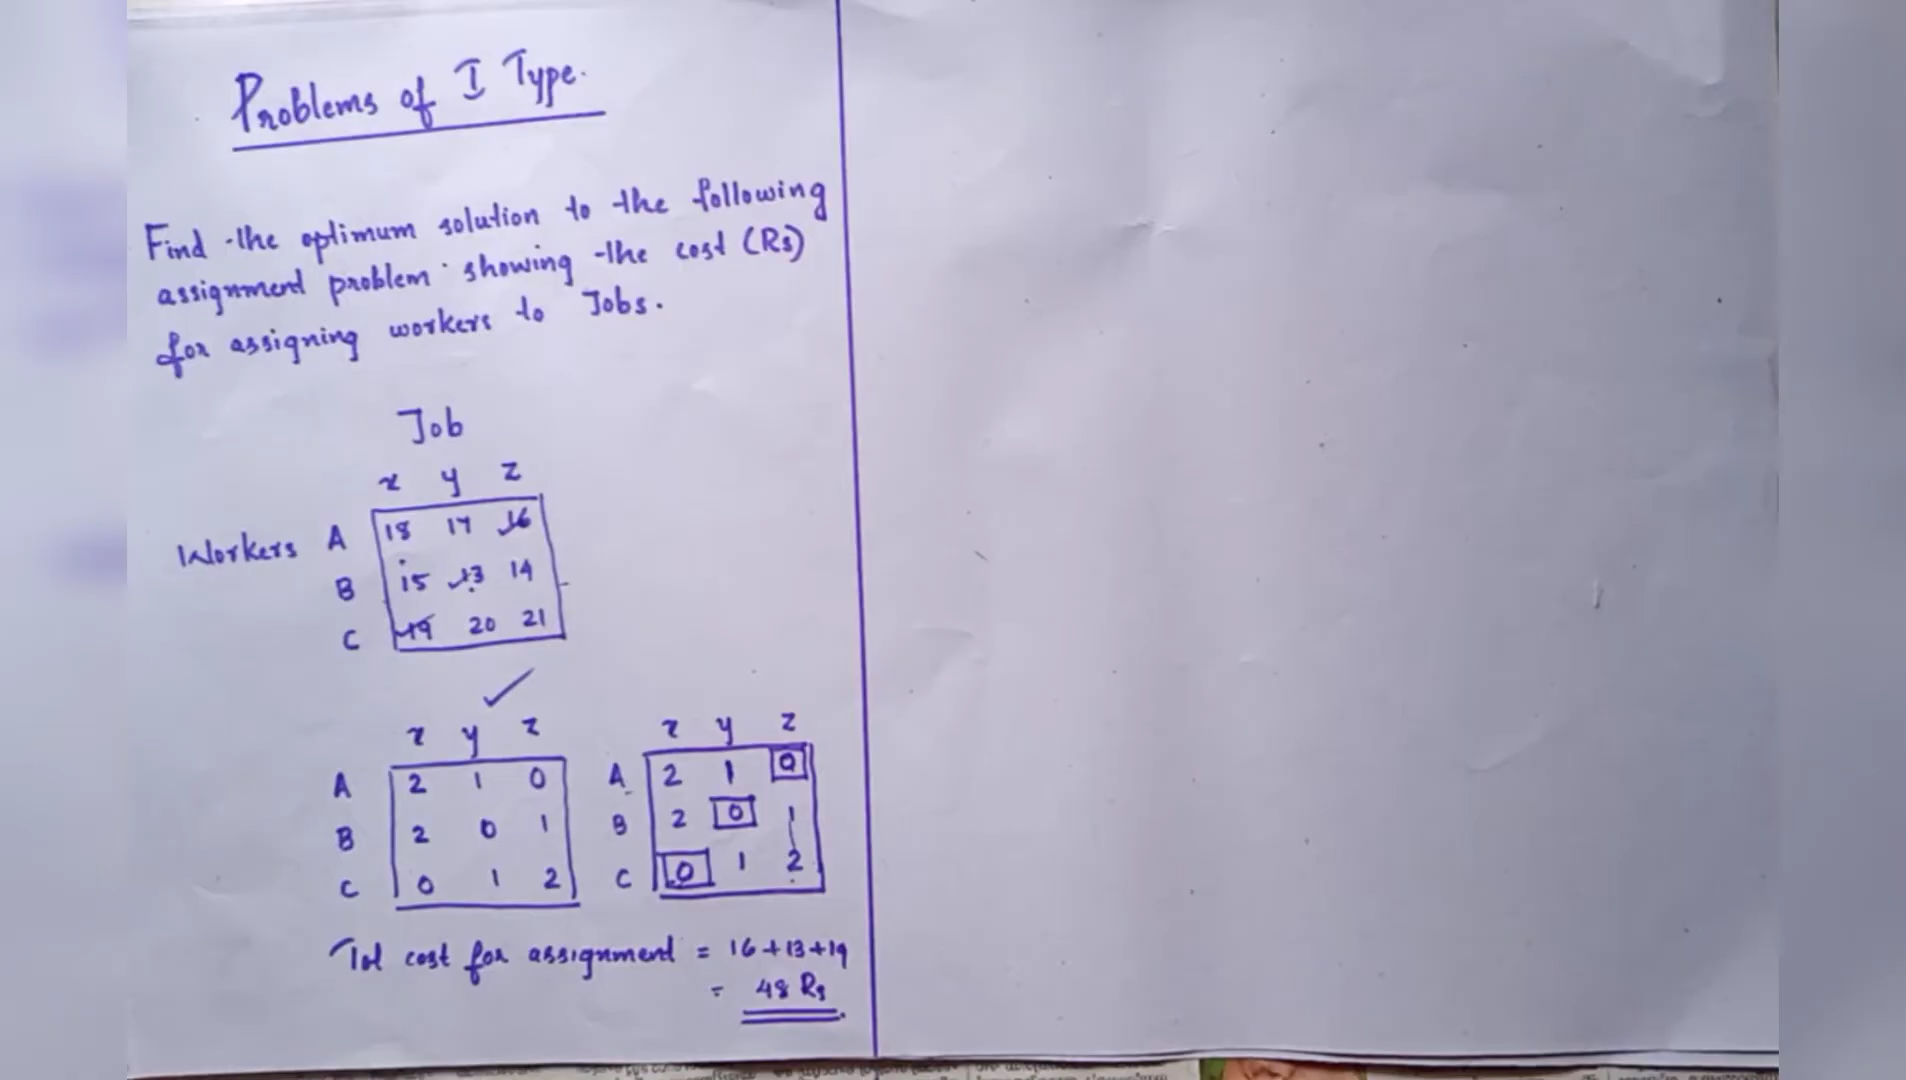 Problems of I Type.
Find the optimum solution to the following
assignment problem showing the cost (Rs)
for assigning workers to Jobs.
Job
x y z
Workers A 18 17 16
B 15 13 14
C 19 20 21
x y z
A 2 1 0
B 2 0 1
C 0 1 2
x y z
A 2 1 0
B 2 0 1
C 0 1 2
Tot cost for assignment = 16+13+19
= 48 Rs